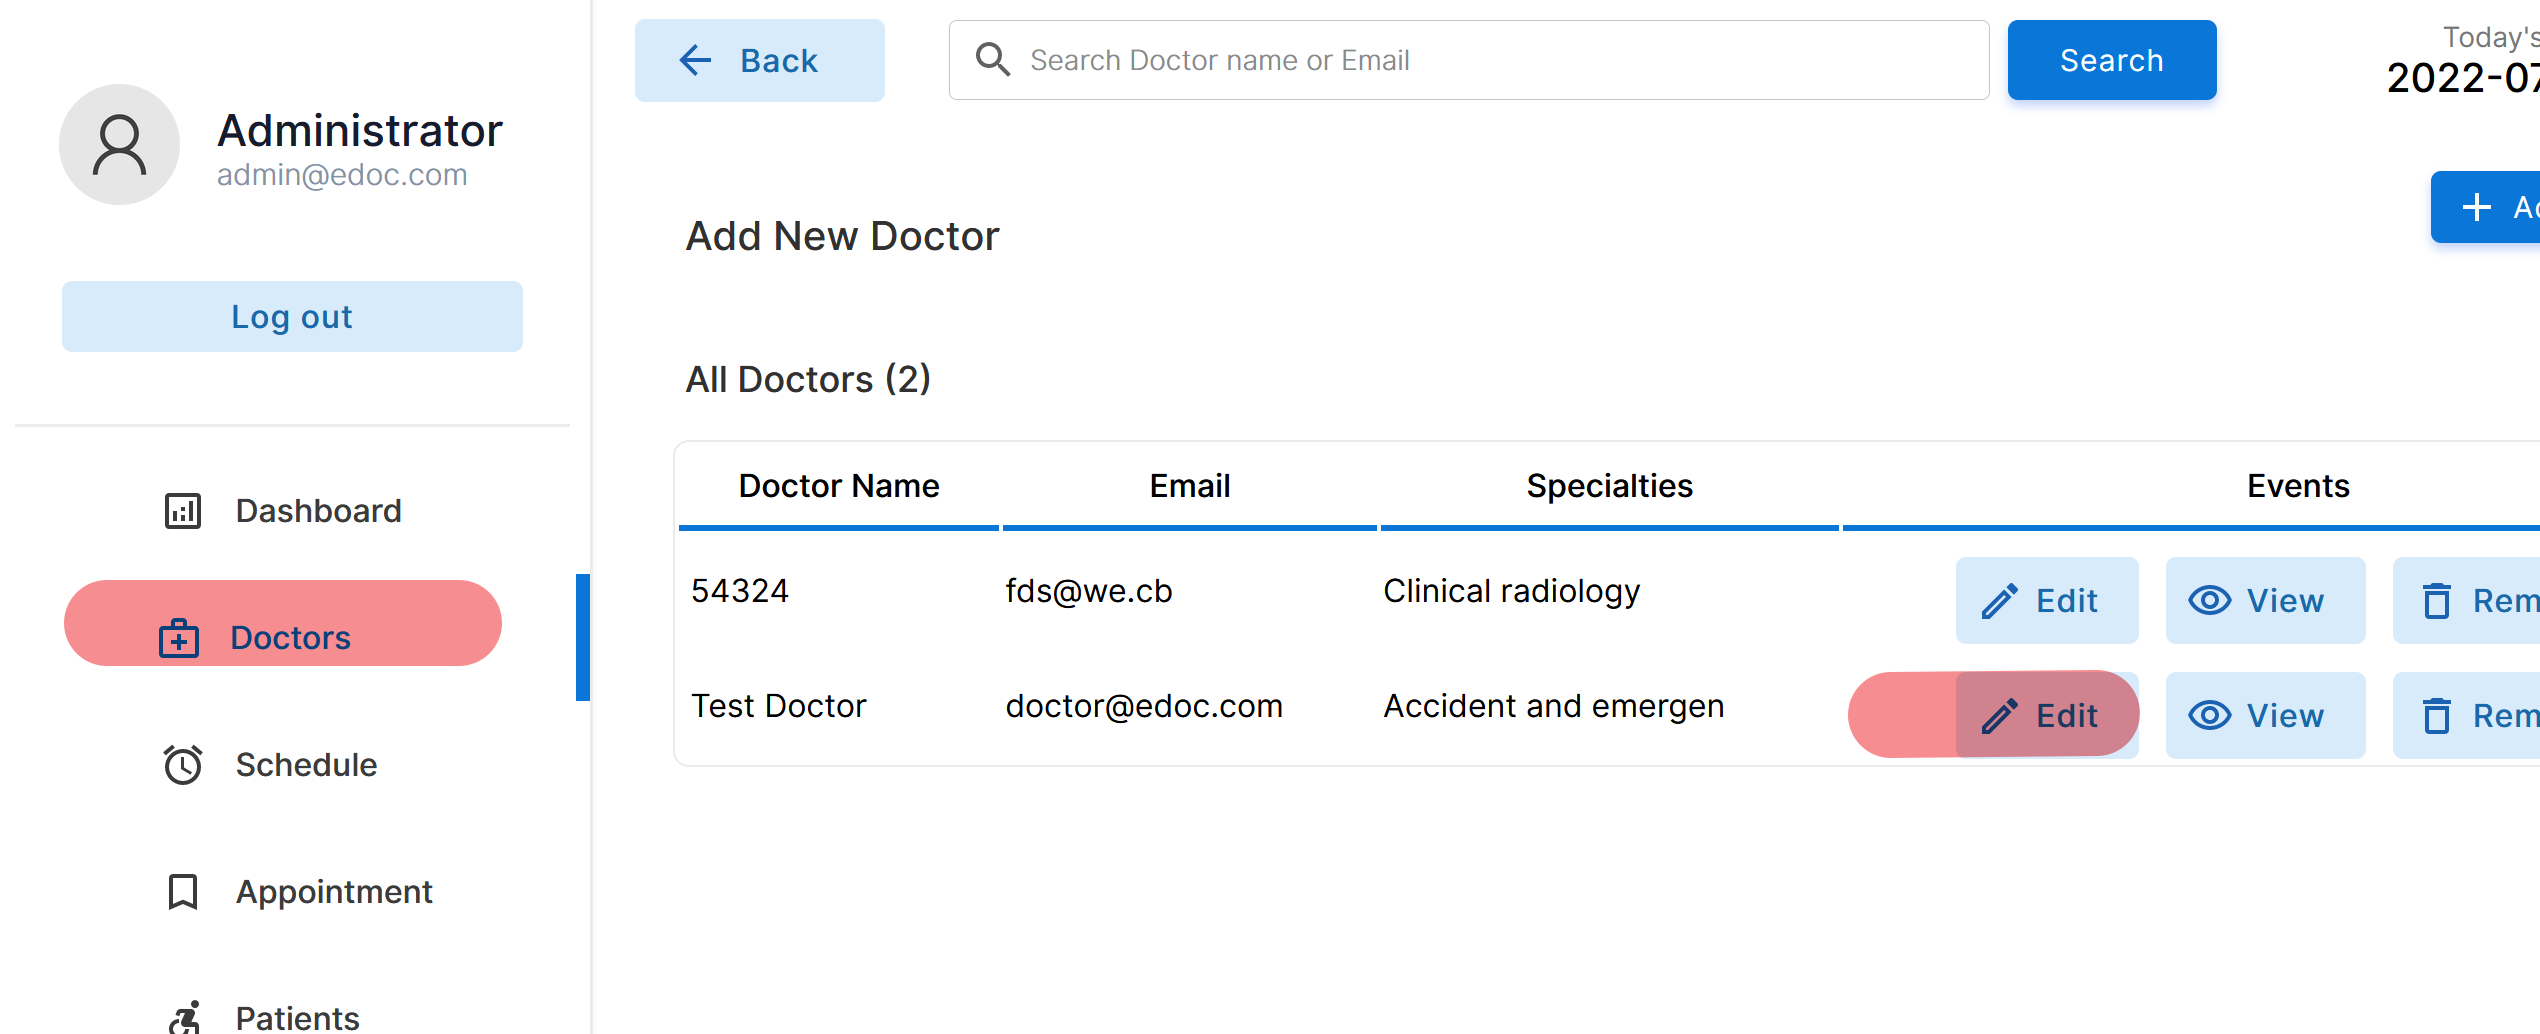 Administrator
admin@edoc.com
Log out
Dashboard
Doctors
Schedule
Appointment
Patients
Back
Search Doctor name or Email
Search
Today's
2022-07
Add New Doctor
All Doctors (2)
Doctor Name Email Specialties Events
54324 fds@we.cb Clinical radiology Edit View Rem
Test Doctor doctor@edoc.com Accident and emergen Edit View Rem